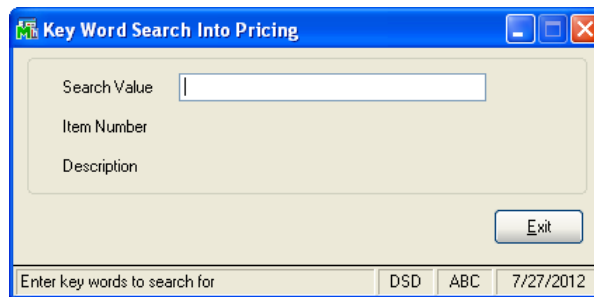 Key Word Search Into Pricing
Search Value
Item Number
Description
Exit
Enter key words to search for DSD ABC 7/27/2012